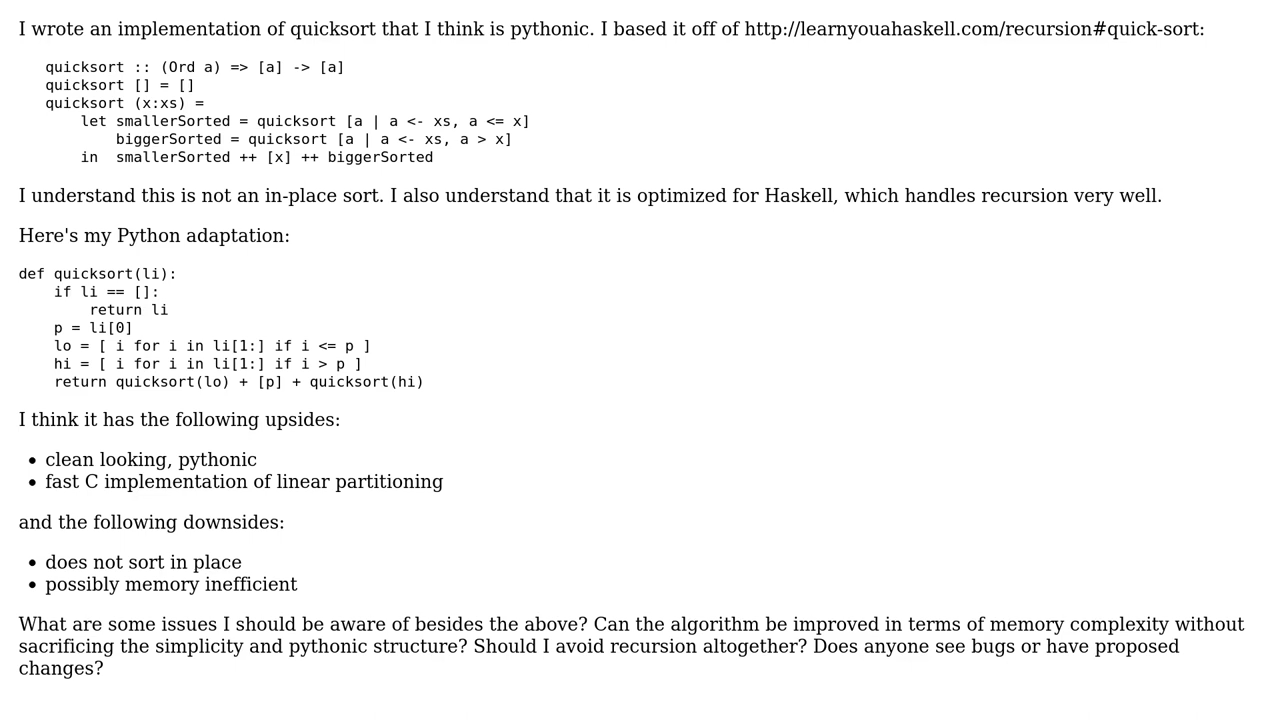 I wrote an implementation of quicksort that I think is pythonic. I based it off of http://learnyouahaskell.com/recursion#quick-sort:
quicksort :: (Ord a) => [a] -> [a]
quicksort [] = []
quicksort (x:xs) =
    let smallerSorted = quicksort [a | a <- xs, a <= x]
        biggerSorted = quicksort [a | a <- xs, a > x]
    in  smallerSorted ++ [x] ++ biggerSorted
I understand this is not an in-place sort. I also understand that it is optimized for Haskell, which handles recursion very well.
Here's my Python adaptation:
def quicksort(li):
    if li == []:
        return li
    p = li[0]
    lo = [ i for i in li[1:] if i <= p ]
    hi = [ i for i in li[1:] if i > p ]
    return quicksort(lo) + [p] + quicksort(hi)
I think it has the following upsides:
• clean looking, pythonic
• fast C implementation of linear partitioning
and the following downsides:
• does not sort in place
• possibly memory inefficient
What are some issues I should be aware of besides the above? Can the algorithm be improved in terms of memory complexity without
sacrificing the simplicity and pythonic structure? Should I avoid recursion altogether? Does anyone see bugs or have proposed
changes?